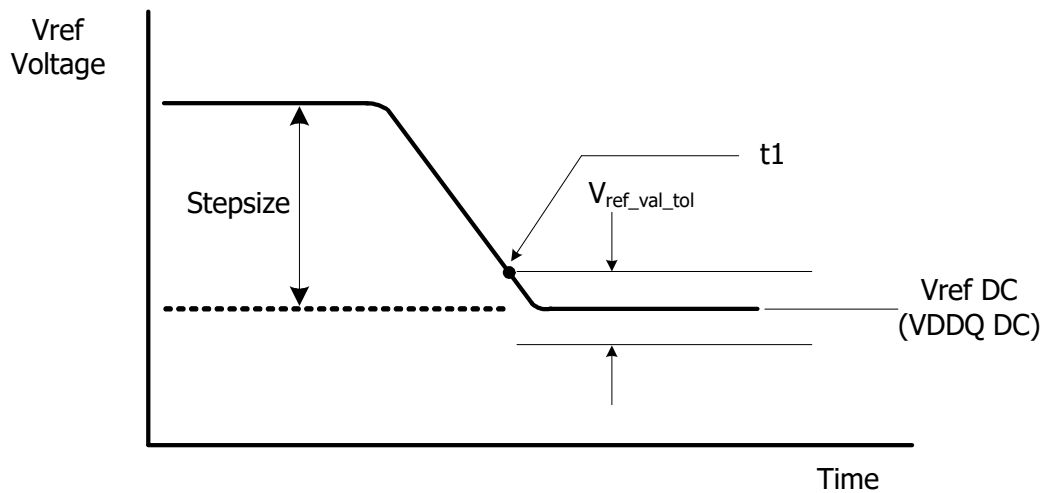 Vref
Voltage
t1
Stepsize
Vref_val_tol
Vref DC
(VDDQ DC)
Time